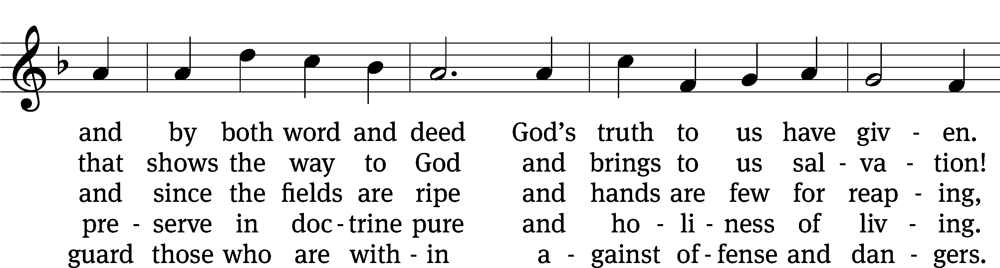 and by both word and deed God’s truth to us have giv - en.
that shows the way to God and brings to us sal - va - tion!
and since the fields are ripe and hands are few for reap - ing,
pre - serve in doc - trine pure and ho - li - ness of liv - ing.
guard those who are with - in a - gainst of - fense and dan - gers.